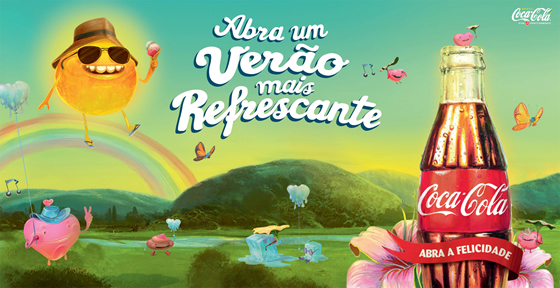 Abra um
Verão
mais
Refrescante
Coca-Cola
Coca-Cola
ABRA A FELICIDADE